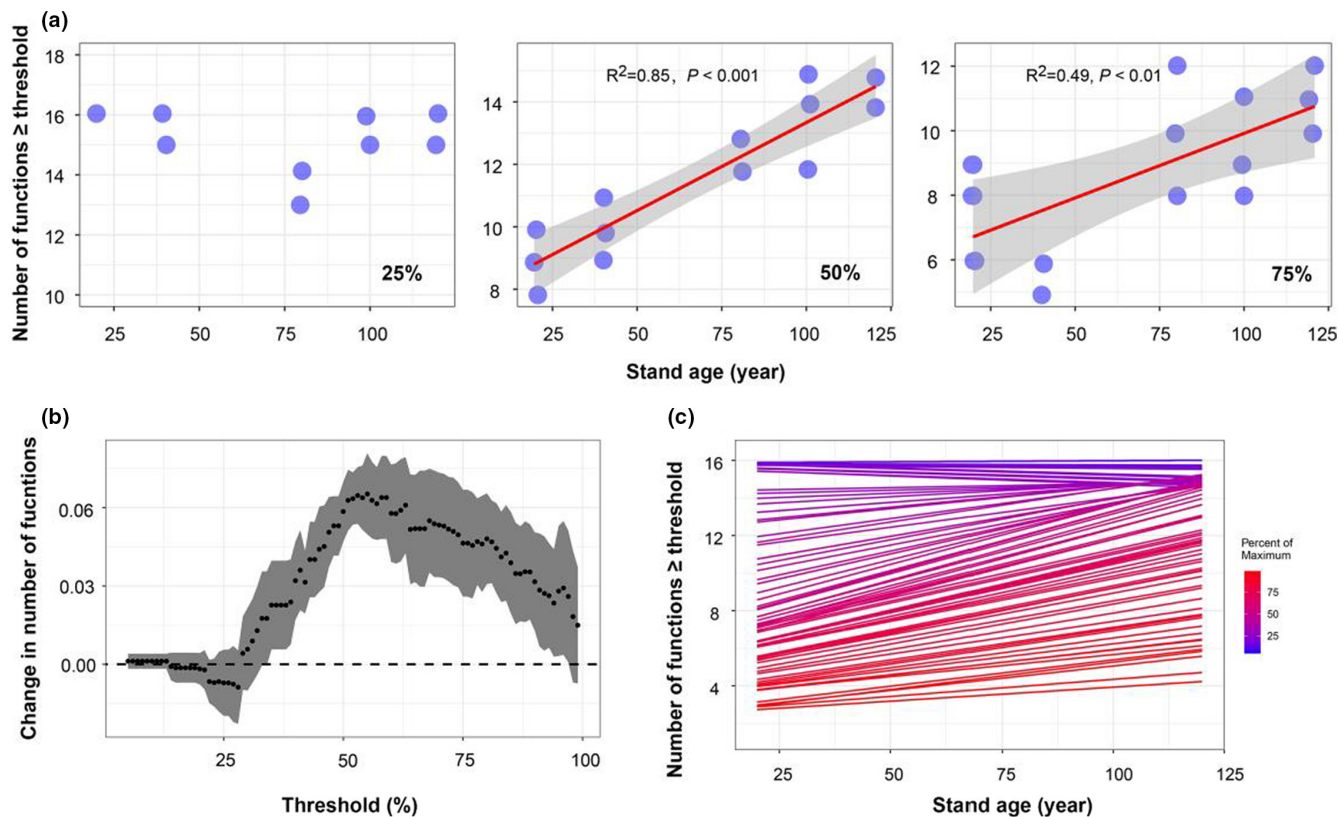 (a)
Number of functions ≥ threshold
18
16
14
12
10
25 50 75 100
25%
R²=0.85, P < 0.001
14
12
10
8
25 50 75 100 125
50%
R²=0.49, P < 0.01
12
10
8
6
25 50 75 100 125
75%
Stand age (year)
(b)
Change in number of fucntions
0.06
0.03
0.00
25 50 75 100
Threshold (%)
(c)
Number of functions ≥ threshold
16
12
8
4
25 50 75 100 125
Stand age (year)
Percent of
Maximum
75
50
25